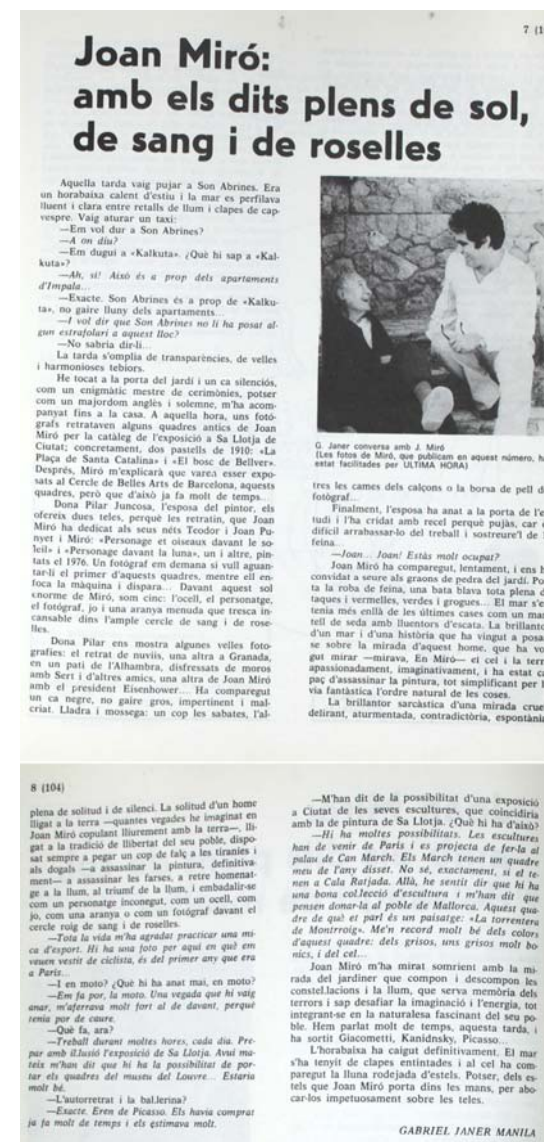 7 (1
Joan Miró:
amb els dits plens de sol,
de sang i de roselles
Aquella tarda vaig pujar a Son Abrines. Era
un horabaixa calent d'estiu i la mar es perfilava
lluent i clara entre retalls de llum i clapes de cap-
vespre. Vaig aturar un taxi:
—Em vol dur a Son Abrines?
—A on diu?
—Em dugui a «Kalkuta». ¿Què hi sap a «Kal-
kuta»?
—Ah, sí! Això és a prop dels apartaments
d'Impala...
—Exacte. Son Abrines és a prop de «Kalku-
ta», no gaire lluny dels apartaments...
—I vol dir que Son Abrines no li ha posat al-
gun estrafolari a aquest lloc?
—No sabria dir-li...
La tarda s'omplia de transparències, de velles
i harmonioses tebiors.
He tocat a la porta del jardí i un ca silenciós,
com un enigmàtic mestre de cerimònies, potser
com un majordom anglès i solemne, m'ha acom-
panyat fins a la casa. A aquella hora, uns fotó-
grafs retrataven alguns quadres antics de Joan
Miró per la catàleg de l'exposició a Sa Llotja de
Ciutat; concretament, dos pastells de 1910: «La
Plaça de Santa Catalina» i «El bosc de Bellver».
Després, Miró m'explicarà que varen esser expo-
sats al Cercle de Belles Arts de Barcelona, aquests
quadres, però que d'això ja fa molt de temps...
Dona Pilar Juncosa, l'esposa del pintor, els
ofereix dues teles, perquè les retratin, que Joan
Miró ha dedicat als seus néts Teodor i Joan Pu-
nyet i Miró: «Personage et oiseaux davant le so-
leil» i «Personage davant la luna», un i altre, pin-
tats el 1976. Un fotògraf em demana si vull aguan-
tar-li el primer d'aquests quadres, mentre ell en-
foca la màquina i dispara... Davant aquest sol
enorme de Miró, som cinc: l'ocell, el personatge,
el fotògraf, jo i una aranya menuda que tresca in-
cansable dins l'ample cercle de sang i de rose-
lles.
Dona Pilar ens mostra algunes velles foto-
grafies: el retrat de nuviis, una altra a Granada,
en un pati de l'Alhambra, disfressats de moros
amb Sert i d'altres amics, una altra de Joan Miró
amb el president Eisenhower... Ha comparegut
un ca negre, no gaire gros, impertinent i mal-
criat. Lladra i mossega: un cop les sabates, l'al-
G. Janer conversa amb J. Miró
(Les fotos de Miró, que publicam en aquest número, h
estat facilitades per ULTIMA HORA)
tres les cames dels calçons o la borsa de pell d
fotògraf...
Finalment, l'esposa ha anat a la porta de l'e
tudi i l'ha cridat amb recel perquè pujàs, car
difícil arrabassar-lo del treball i sostreure'l de
feina...
—Joan... Joan! Estàs molt ocupat?
Joan Miró ha comparegut, lentament, i ens h
convidat a seure als graons de pedra del jardí. Po
ta la roba de feina, una bata blava tota plena d
taques i vermelles, verdes i grogues... El mar s'e
tenia més enllà de les últimes cases com un man
tell de seda amb lluentors d'escata. La brillanto
d'un mar i d'una història que ha vingut a posa
se sobre la mirada d'aquest home, que ha vo
gut mirar —mirava, En Miró— el cel i la terr
apassionadament, imaginativament, i ha estat c
paç d'assassinar la pintura, tot simplificant per l
via fantàstica l'ordre natural de les coses.
La brillantor sarcàstica d'una mirada crue
delirant, aturmentada, contradictòria, espontàni
8 (104)
plena de solitud i de silenci. La solitud d'un home
lligat a la terra —quantes vegades he imaginat en
Joan Miró copulant lliurement amb la terra—, lli-
gat a la tradició de llibertat del seu poble, dispo-
sat sempre a pegar un cop de falç a les tiranies i
als dogals —a assassinar la pintura, definitiva-
ment— a assassinar les farses, a retre homenat-
ge a la llum, al triumf de la llum, i embadalir-se
com un personatge inconegut, com un ocell, com
jo, com una aranya o com un fotògraf davant el
cercle roig de sang i de roselles.
—Tota la vida m'ha agradat practicar una mi-
ca d'esport. Hi ha una foto per aquí en què em
veuen vestit de ciclista, és del primer any que era
a París...
—I en moto? ¿Què hi ha anat mai, en moto?
—Em fa por, la moto. Una vegada que hi vaig
anar, m'aferrava molt fort al de davant, perquè
tenia por de caure.
—Què fa, ara?
—Treball durant moltes hores, cada dia. Pre-
par amb il.lusió l'exposició de Sa Llotja. Avui ma-
teix m'han dit que hi ha la possibilitat de por-
tar els quadres del museu del Louvre... Estaria
molt bé.
—L'autorretrat i la bal.lerina?
—Exacte. Eren de Picasso. Els havia comprat
ja fa molt de temps i els estimava molt.
—M'han dit de la possibilitat d'una exposició
a Ciutat de les seves escultures, que coincidiria
amb la de pintura de Sa Llotja. ¿Què hi ha d'això?
—Hi ha moltes possibilitats. Les escultures
han de venir de París i es projecta de fer-la al
palau de Can March. Els March tenen un quadre
meu de l'any disset. No sé, exactament, si el te-
nen a Cala Ratjada. Allà, he sentit dir que hi ha
una bona col.lecció d'escultura i m'han dit que
pensen donar-la al poble de Mallorca. Aquest qua-
dre de què et parl és un paisatge: «La torrentera
de Montrroig». Me'n record molt bé dels colors
d'aquest quadre: dels grisos, uns grisos molt bo-
nics, i del cel...
Joan Miró m'ha mirat somrient amb la mi-
rada del jardiner que compon i descompon les
constel.lacions i la llum, que serva memòria dels
terrors i sap desafiar la imaginació i l'energia, tot
integrant-se en la naturalesa fascinant del seu po-
ble. Hem parlat molt de temps, aquesta tarda, i
ha sortit Giacometti, Kanidnsky, Picasso...
L'horabaixa ha caigut definitivament. El mar
s'ha tenyit de clapes entintades i al cel ha com-
paregut la lluna rodejada d'estels. Potser, dels es-
tels que Joan Miró porta dins les mans, per abo-
car-los impetuosament sobre les teles.
GABRIEL JANER MANILA